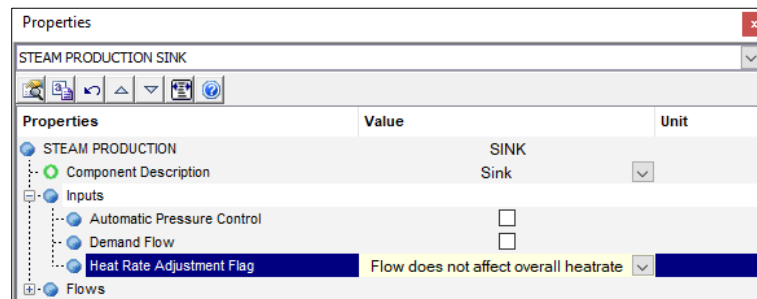 Properties
x
STEAM PRODUCTION SINK
Properties Value Unit
STEAM PRODUCTION SINK
Component Description Sink
Inputs
Automatic Pressure Control
Demand Flow
Heat Rate Adjustment Flag Flow does not affect overall heatrate
Flows